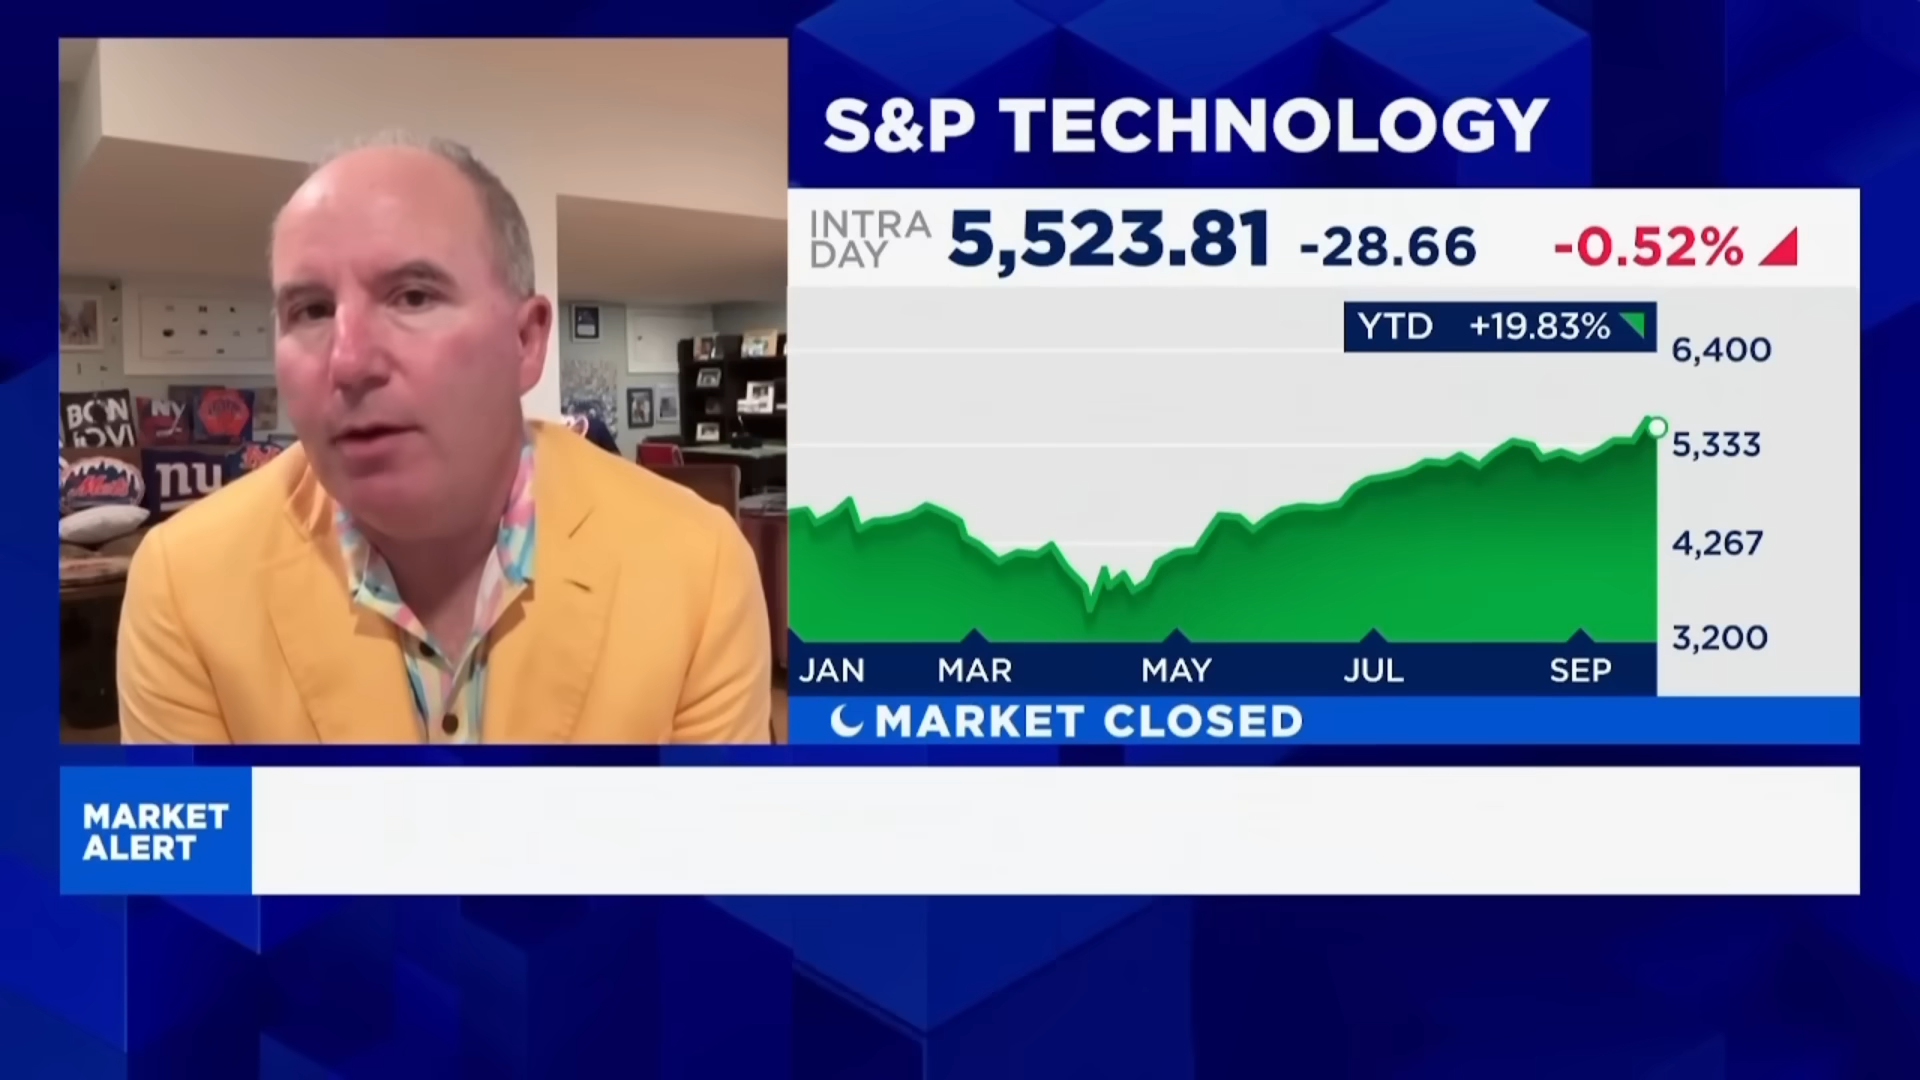 S&P TECHNOLOGY
INTRA
DAY
5,523.81 -28.66 -0.52%
YTD +19.83%
6,400
5,333
4,267
3,200
JAN MAR MAY JUL SEP
MARKET CLOSED
MARKET
ALERT
BON
JOVI
NY
Mets
nu